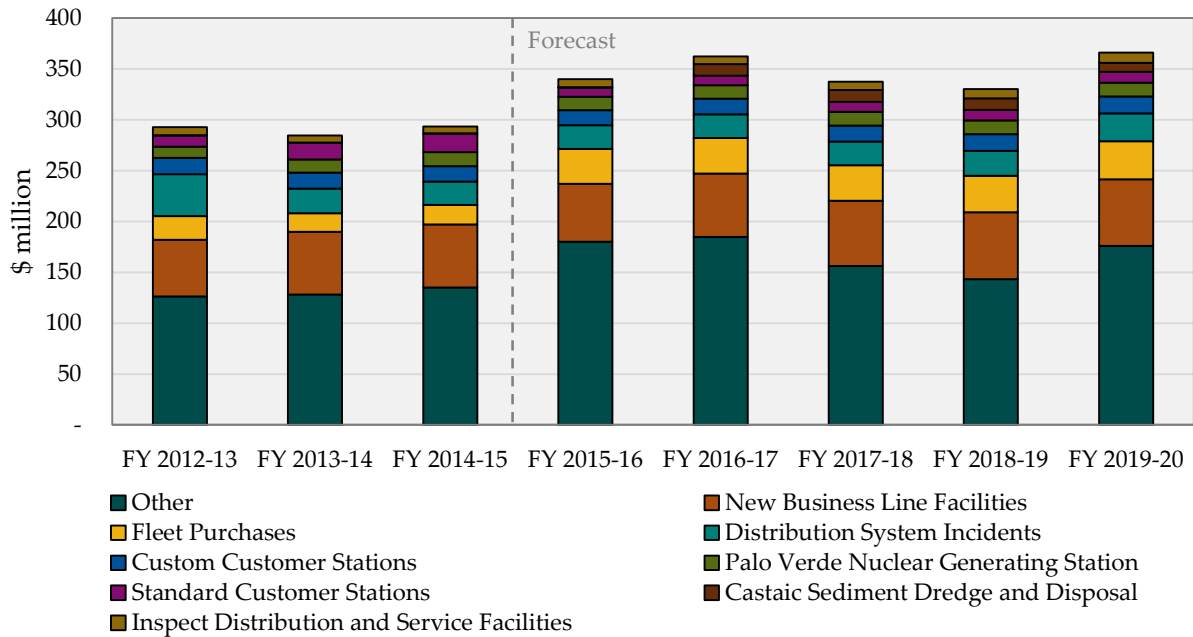 400
350
300
250
200
150
100
50
-
$ million
Forecast
FY 2012-13 FY 2013-14 FY 2014-15 FY 2015-16 FY 2016-17 FY 2017-18 FY 2018-19 FY 2019-20
Other
New Business Line Facilities
Fleet Purchases
Distribution System Incidents
Custom Customer Stations
Palo Verde Nuclear Generating Station
Standard Customer Stations
Castaic Sediment Dredge and Disposal
Inspect Distribution and Service Facilities